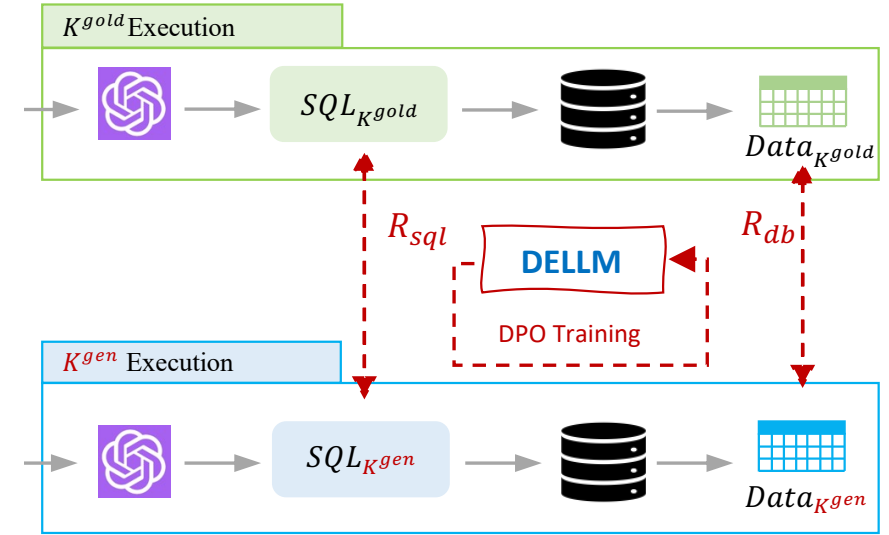 K^gold Execution
SQL_K^gold
Data_K^gold
R_sql
R_db
DELLM
DPO Training
K^gen Execution
SQL_K^gen
Data_K^gen